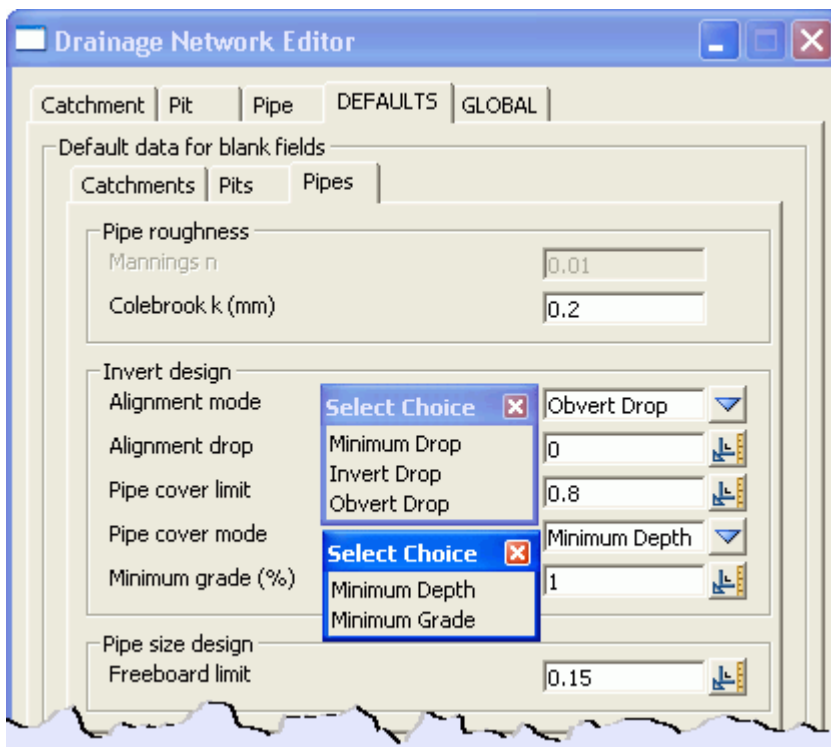 Drainage Network Editor
Catchment Pit Pipe DEFAULTS GLOBAL
Default data for blank fields
Catchments Pits Pipes
Pipe roughness
Mannings n 0.01
Colebrook k (mm) 0.2
Invert design
Alignment mode Obvert Drop
Alignment drop 0
Pipe cover limit 0.8
Pipe cover mode Minimum Depth
Minimum grade (%) 1
Select Choice
Minimum Drop
Invert Drop
Obvert Drop
Select Choice
Minimum Depth
Minimum Grade
Pipe size design
Freeboard limit 0.15